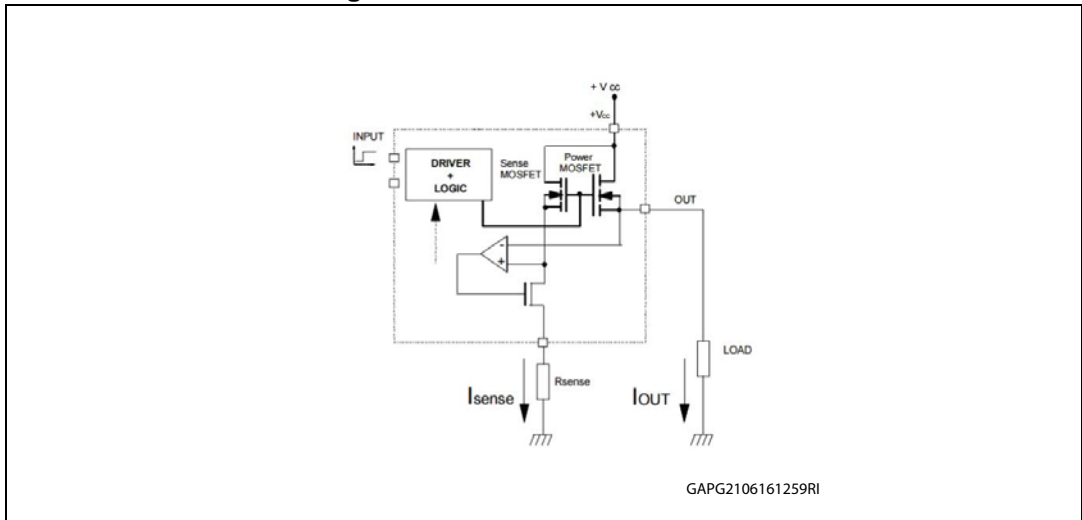 + V cc
+Vcc
INPUT
DRIVER
+
LOGIC
Sense
MOSFET
Power
MOSFET
OUT
-
+
LOAD
Rsense
Isense
IOUT
GAPG2106161259RI